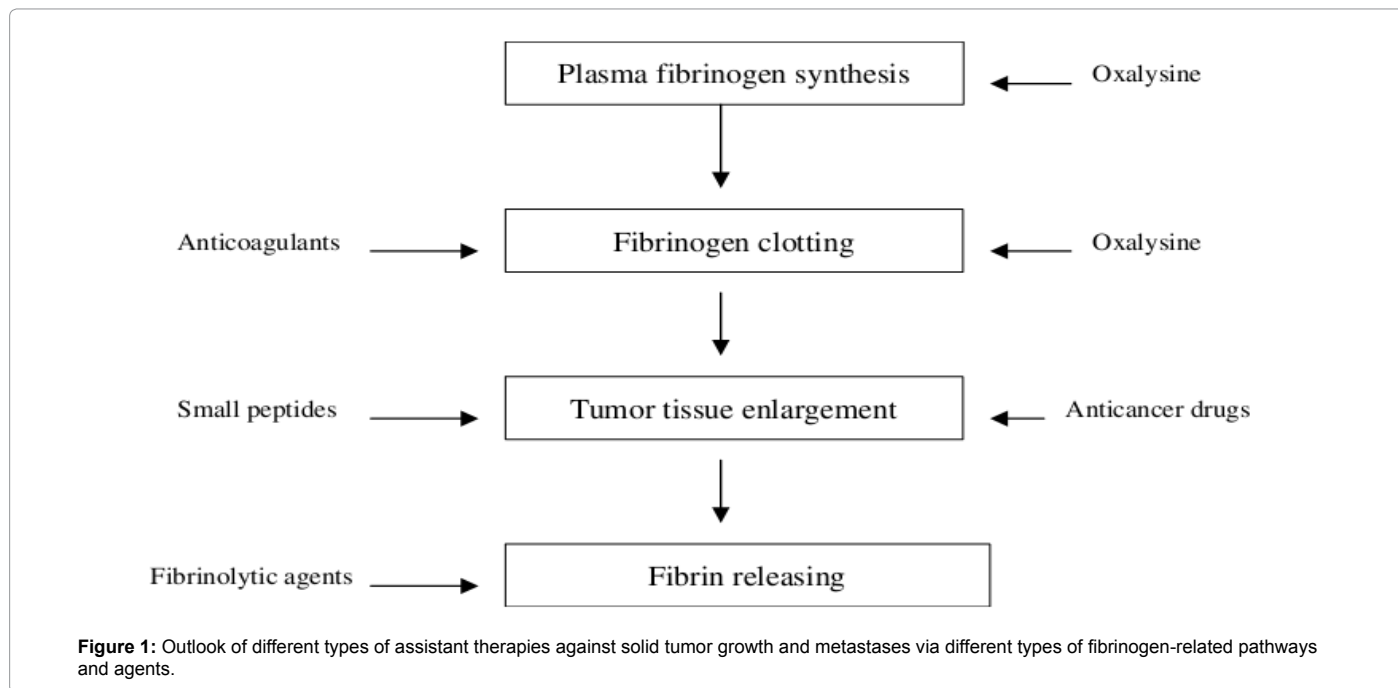 Plasma fibrinogen synthesis
Oxalysine
Anticoagulants
Fibrinogen clotting
Oxalysine
Small peptides
Tumor tissue enlargement
Anticancer drugs
Fibrinolytic agents
Fibrin releasing
Figure 1: Outlook of different types of assistant therapies against solid tumor growth and metastases via different types of fibrinogen-related pathways
and agents.